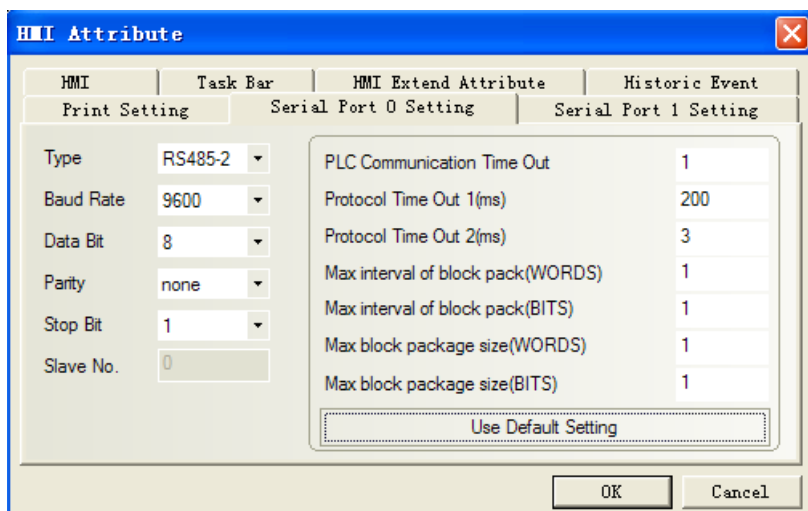 HMI Attribute
HMI Task Bar HMI Extend Attribute Historic Event
Print Setting Serial Port 0 Setting Serial Port 1 Setting
Type RS485-2
Baud Rate 9600
Data Bit 8
Parity none
Stop Bit 1
Slave No. 0
PLC Communication Time Out 1
Protocol Time Out 1(ms) 200
Protocol Time Out 2(ms) 3
Max interval of block pack(WORDS) 1
Max interval of block pack(BITS) 1
Max block package size(WORDS) 1
Max block package size(BITS) 1
Use Default Setting
OK Cancel